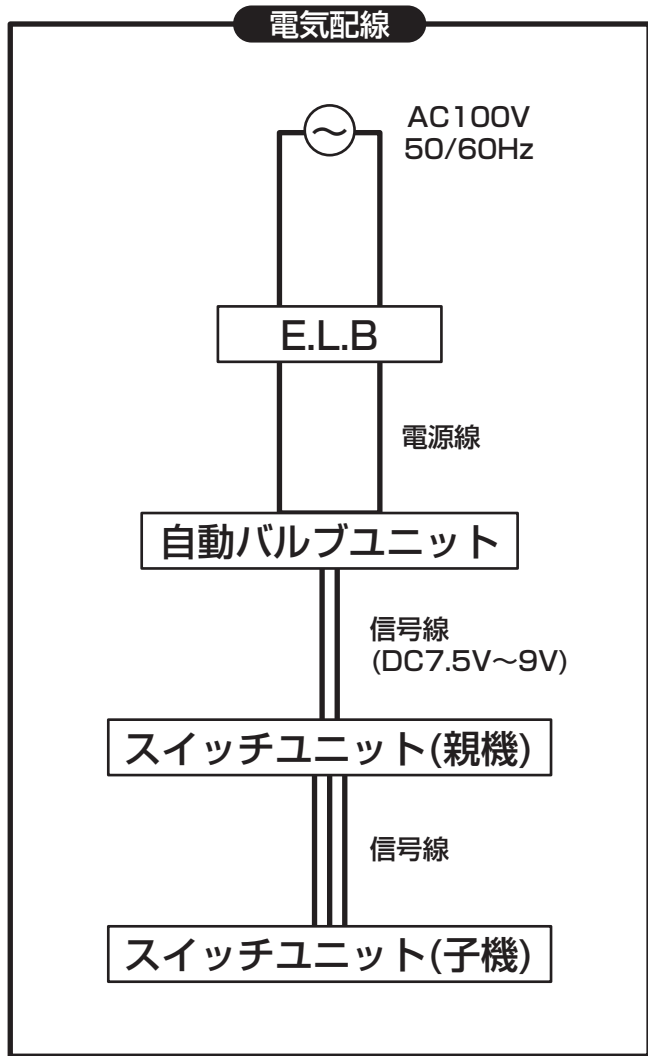 電気配線
AC100V
50/60Hz
E.L.B
電源線
自動バルブユニット
信号線
(DC7.5V～9V)
スイッチユニット(親機)
信号線
スイッチユニット(子機)